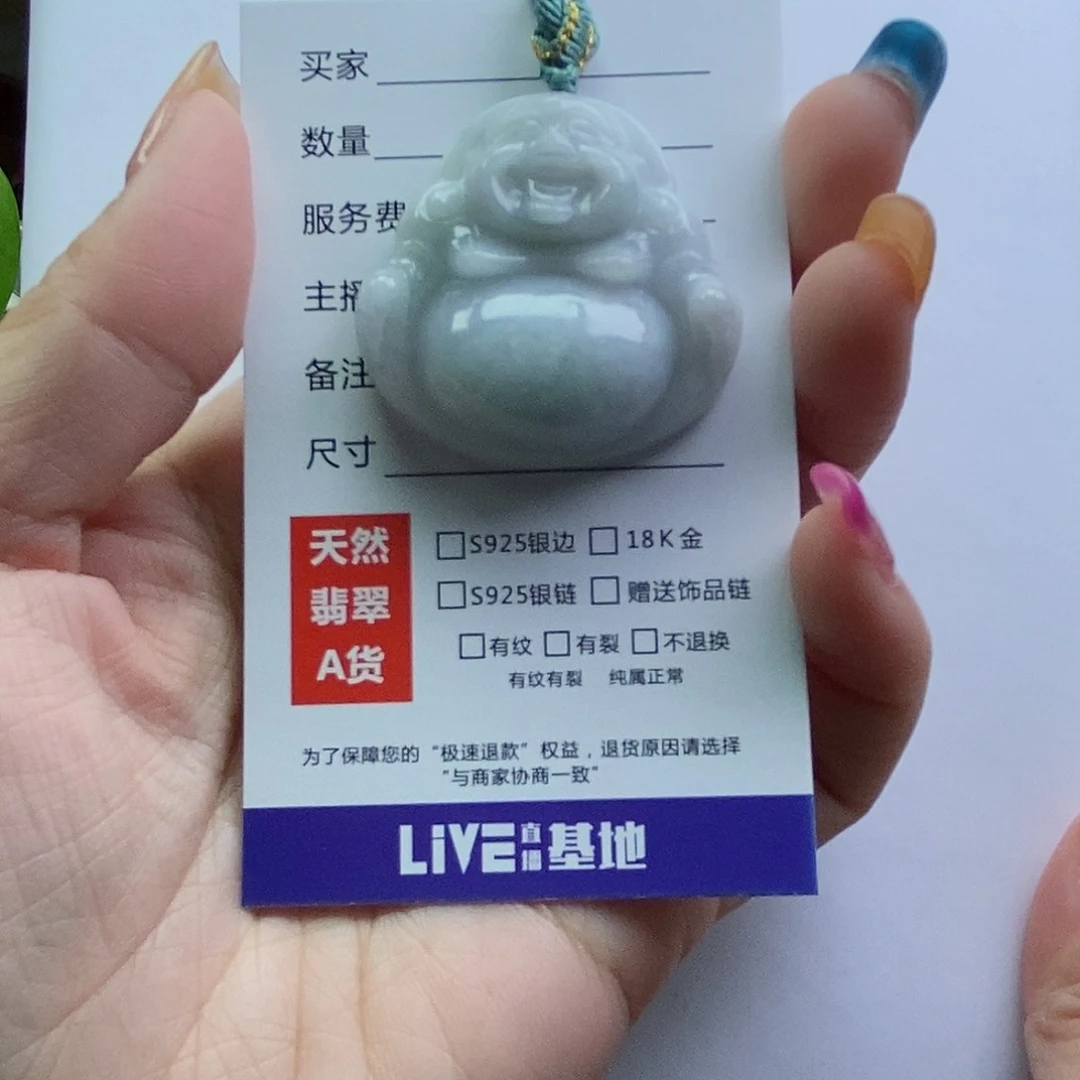 买家
数量
服务费
主播
备注
尺寸
天然
翡翠
A货
□S925银边 □18K金
□S925银链 □赠送饰品链
□有纹 □有裂 □不退换
有纹有裂 纯属正常
为了保障您的“极速退款”权益，退货原因请选择
“与商家协商一致”
LiVE直播基地